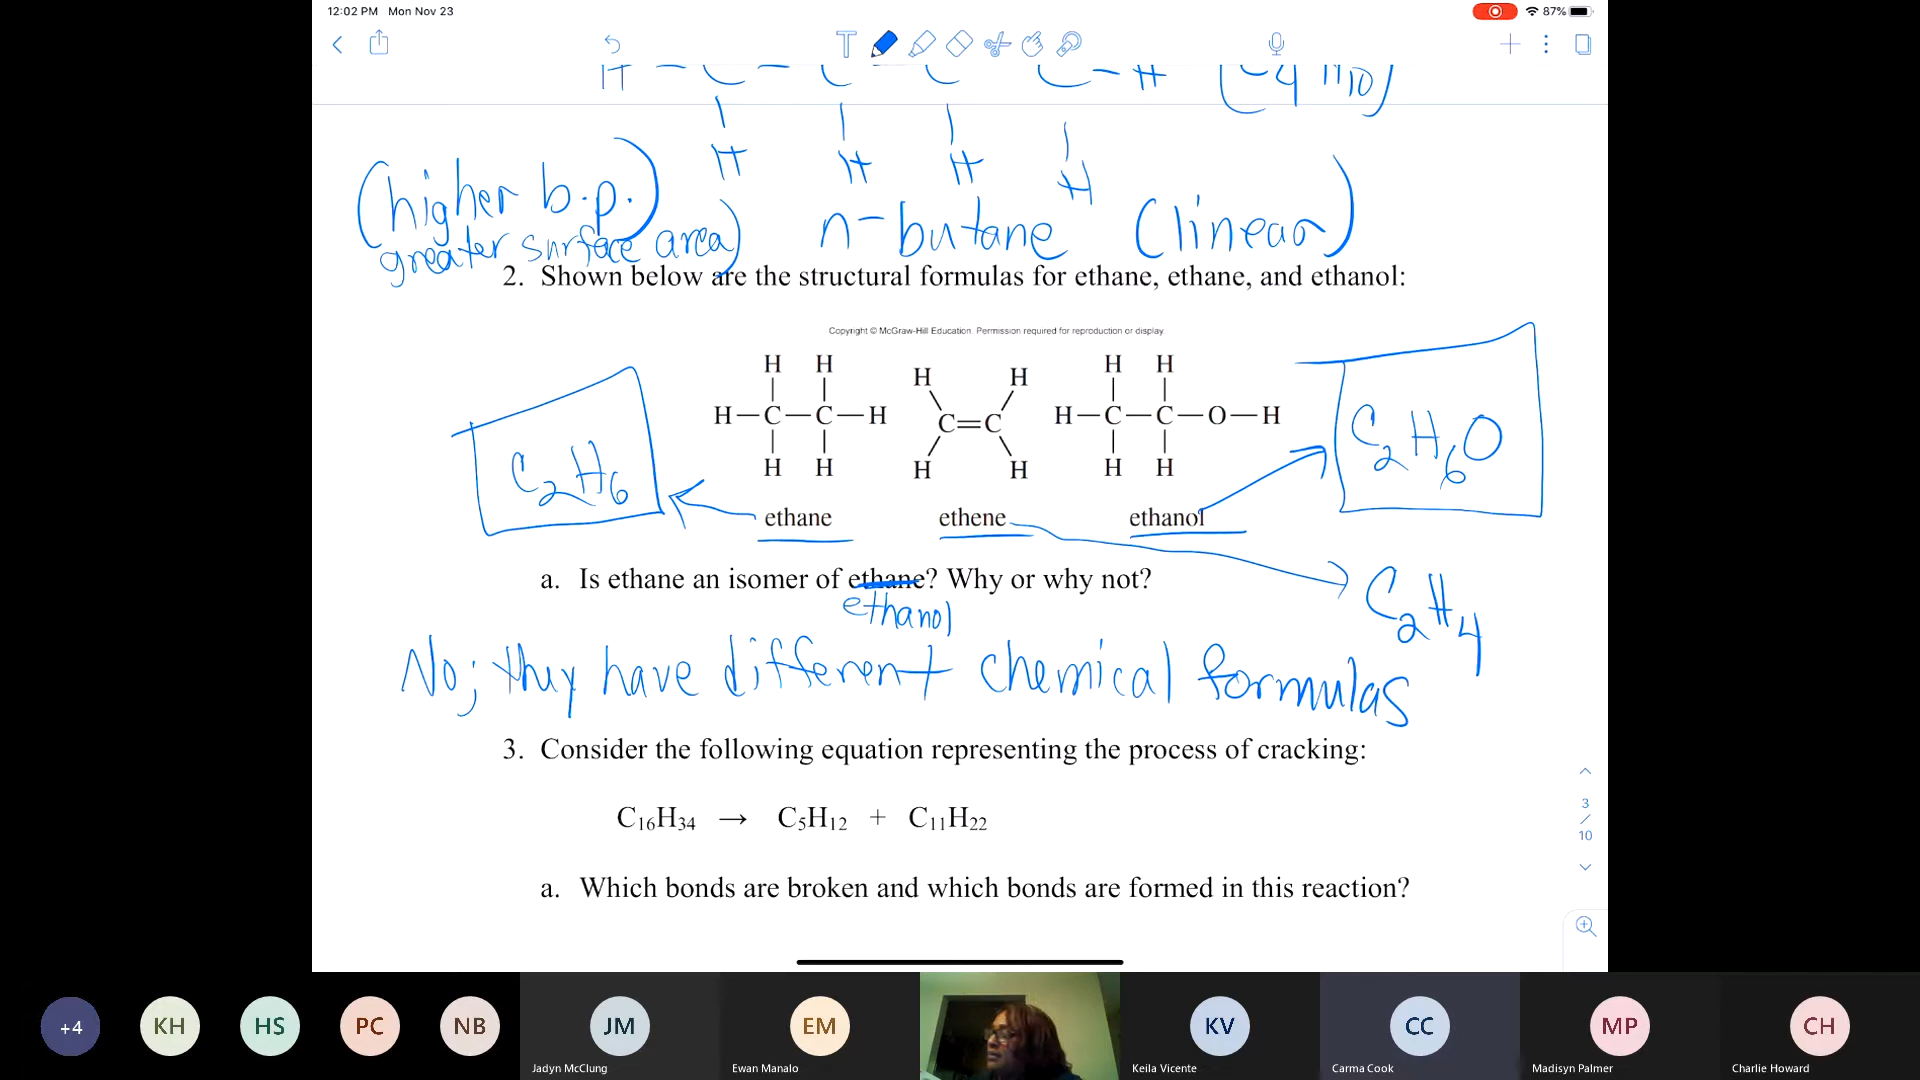 12:02 PM Mon Nov 23
87%
H – C – C – C C – H (C4H10)
H H H H
(higher b.p.)
greater surface area)
n-butane (linear)
2. Shown below are the structural formulas for ethane, ethane, and ethanol:
Copyright © McGraw-Hill Education. Permission required for reproduction or display
H H
H—C—C—H
H H
ethane
C2H6
H H
C=C
H H
ethene
C2H4
H H
H—C—C—O—H
H H
ethanol
C2H6O
a. Is ethane an isomer of ethane? Why or why not?
ethanol
No; they have different chemical formulas
3. Consider the following equation representing the process of cracking:
C16H34 → C5H12 + C11H22
a. Which bonds are broken and which bonds are formed in this reaction?
3
/
10
+4
KH
HS
PC
NB
JM
Jadyn McClung
EM
Ewan Manalo
KV
Keila Vicente
CC
Carma Cook
MP
Madisyn Palmer
CH
Charlie Howard